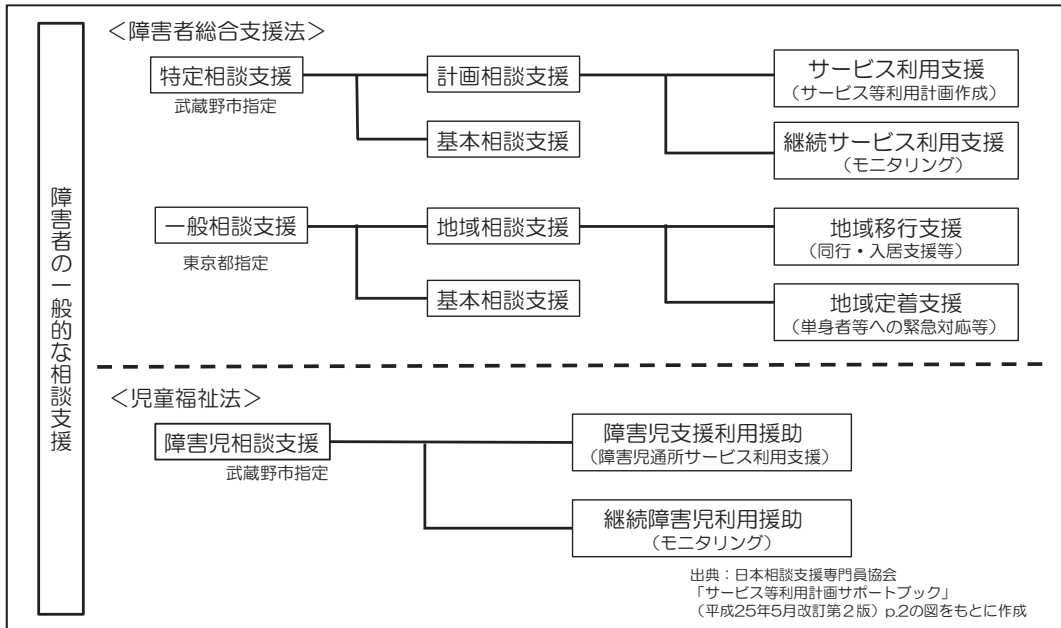 障害者の一般的な相談支援
＜障害者総合支援法＞
特定相談支援
武蔵野市指定
計画相談支援
基本相談支援
サービス利用支援
（サービス等利用計画作成）
継続サービス利用支援
（モニタリング）
一般相談支援
東京都指定
地域相談支援
基本相談支援
地域移行支援
（同行・入居支援等）
地域定着支援
（単身者等への緊急対応等）
＜児童福祉法＞
障害児相談支援
武蔵野市指定
障害児支援利用援助
（障害児通所サービス利用支援）
継続障害児利用援助
（モニタリング）
出典：日本相談支援専門員協会
「サービス等利用計画サポートブック」
（平成25年5月改訂第２版）p.2の図をもとに作成